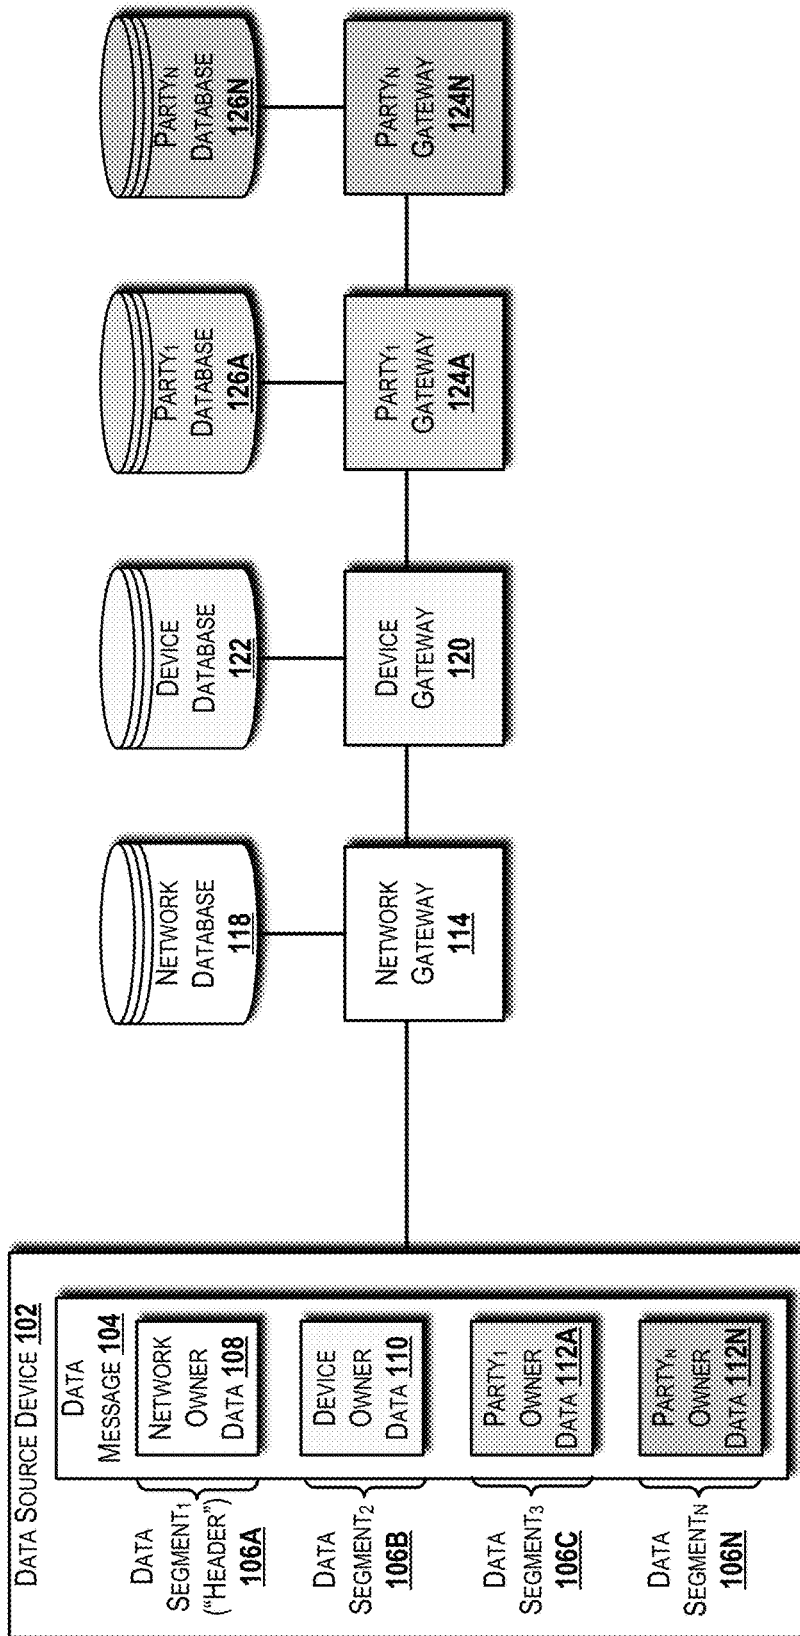 DATA SOURCE DEVICE 102
DATA
MESSAGE 104
DATA
SEGMENT1
("HEADER")
106A
NETWORK
OWNER
DATA 108
DATA
SEGMENT2
106B
DEVICE
OWNER
DATA 110
DATA
SEGMENT3
106C
PARTY1
OWNER
DATA 112A
DATA
SEGMENTN
106N
PARTYN
OWNER
DATA 112N
NETWORK
DATABASE
118
NETWORK
GATEWAY
114
DEVICE
DATABASE
122
DEVICE
GATEWAY
120
PARTY1
DATABASE
126A
PARTY1
GATEWAY
124A
PARTYN
DATABASE
126N
PARTYN
GATEWAY
124N